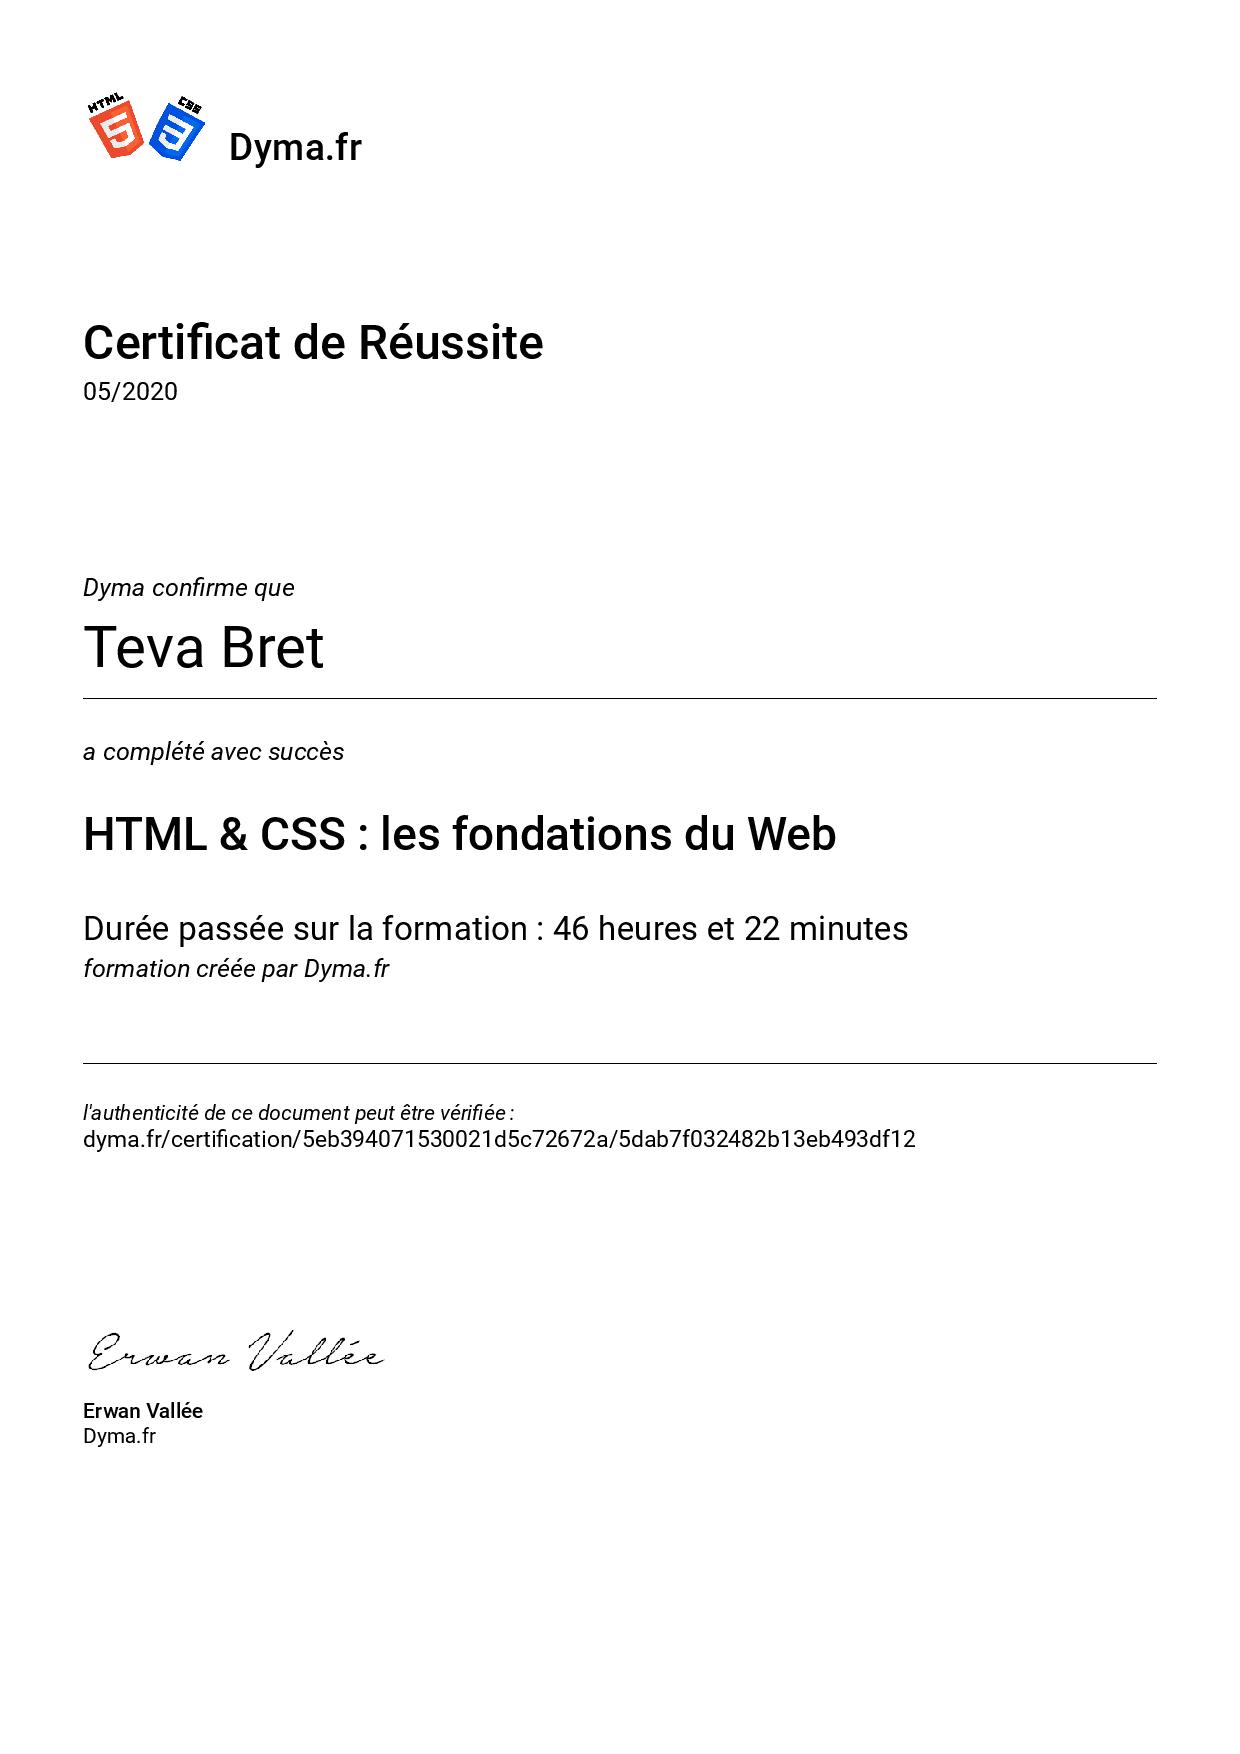 HTML CSS
Dyma.fr
Certificat de Réussite
05/2020
Dyma confirme que
Teva Bret
a complété avec succès
HTML & CSS : les fondations du Web
Durée passée sur la formation : 46 heures et 22 minutes
formation créée par Dyma.fr
l'authenticité de ce document peut être vérifiée :
dyma.fr/certification/5eb394071530021d5c72672a/5dab7f032482b13eb493df12
Erwan Vallée
Erwan Vallée
Dyma.fr